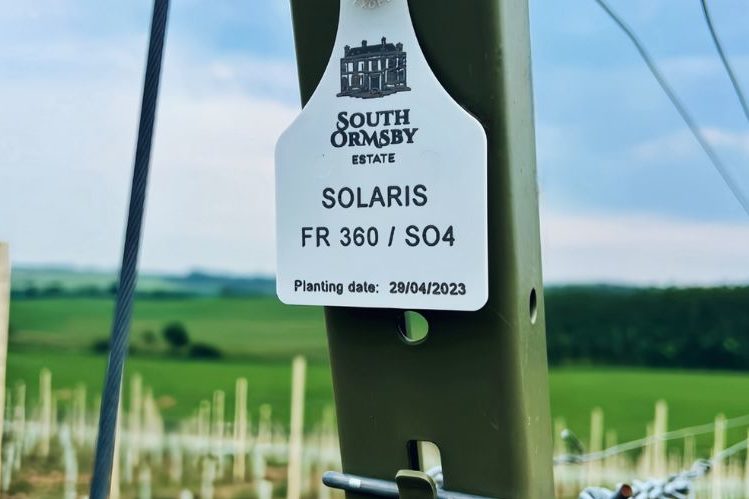 SOUTH
ORMSBY
ESTATE
SOLARIS
FR 360 / SO4
Planting date: 29/04/2023